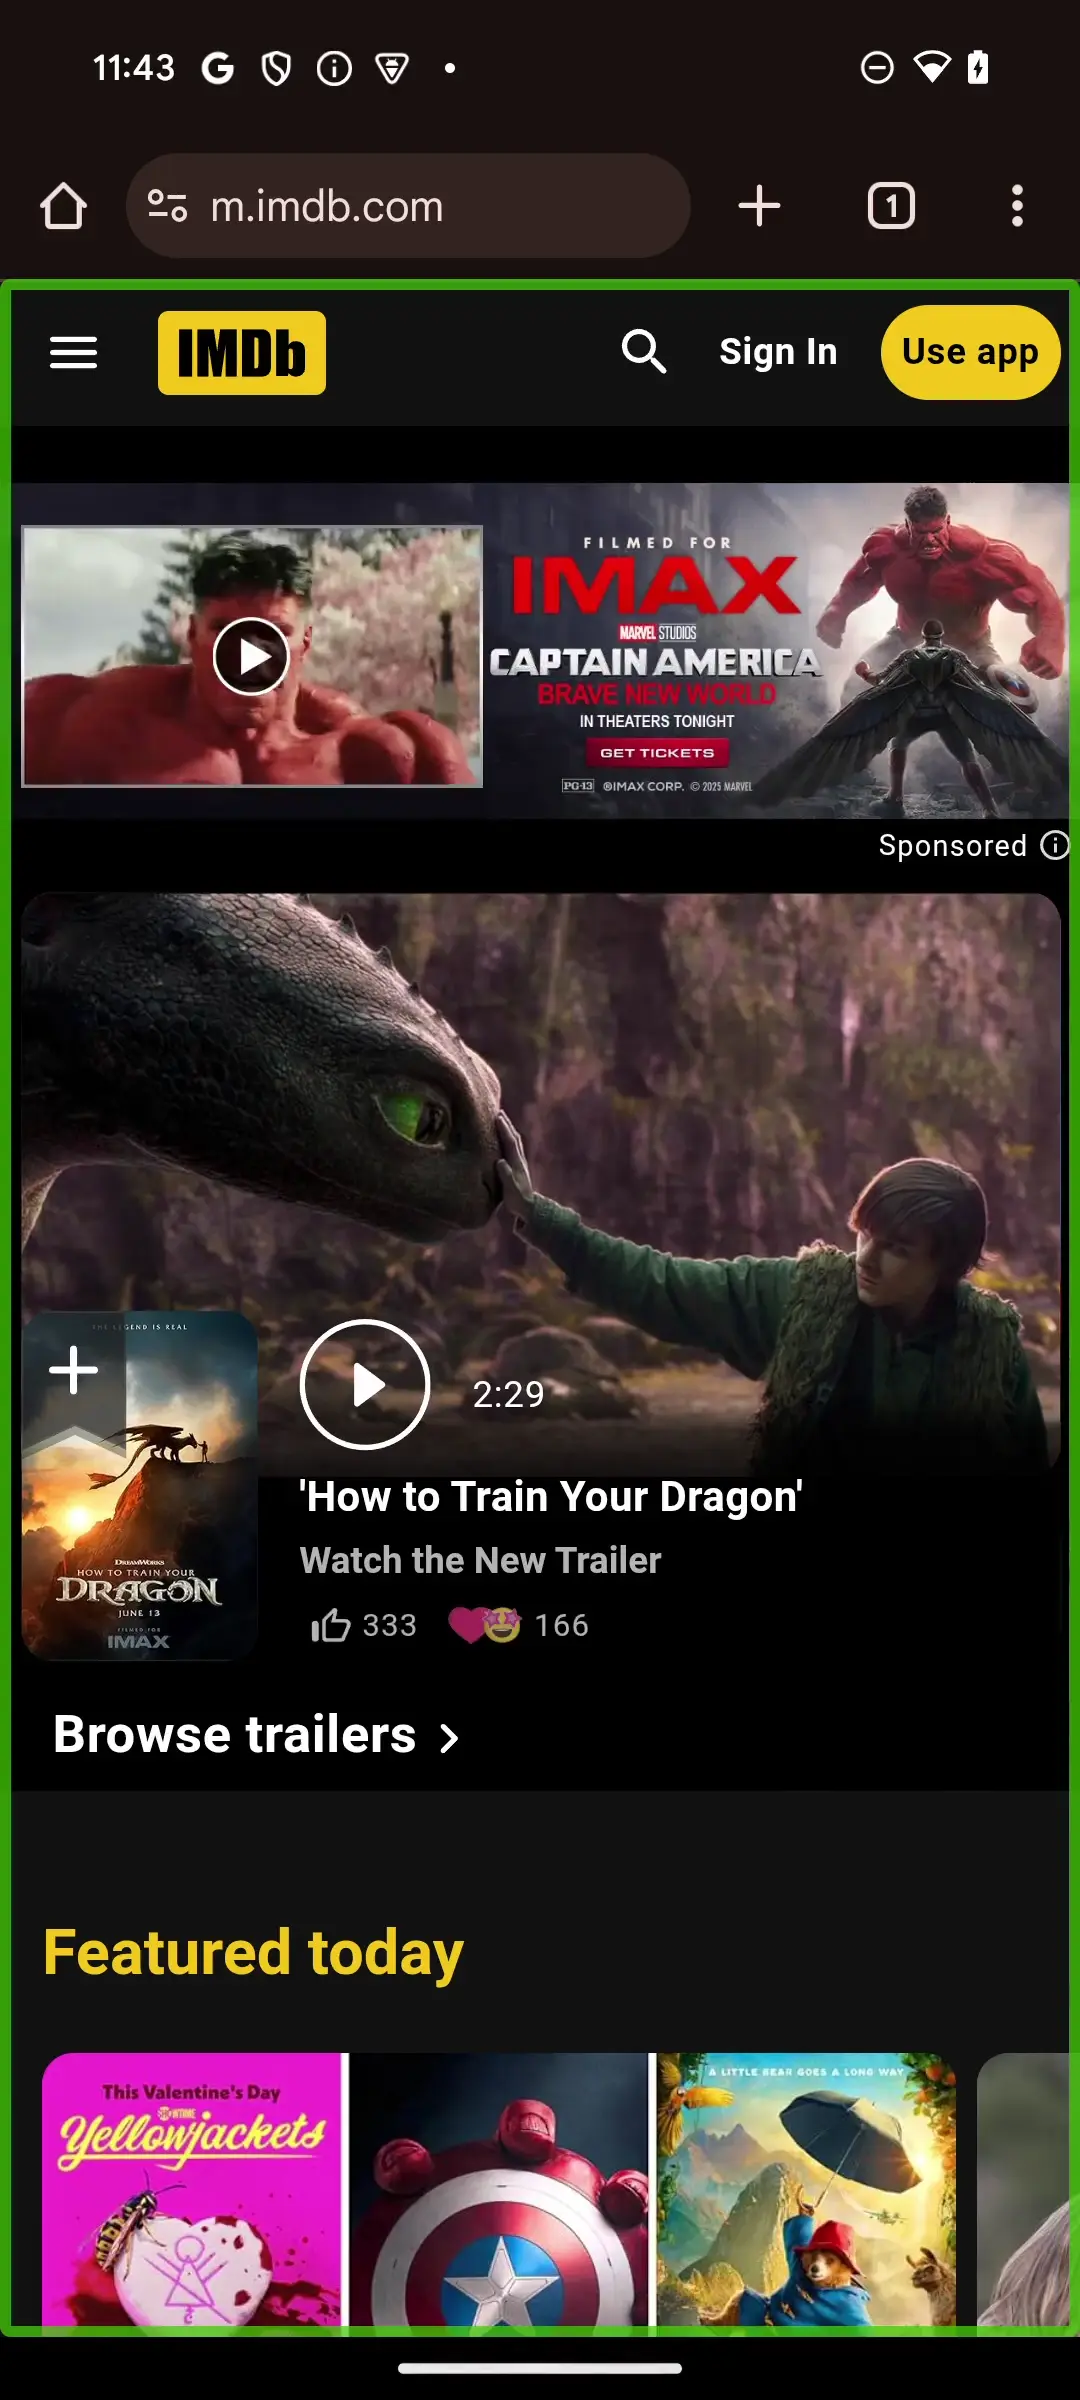 11:43
m.imdb.com
1
IMDb
Sign In
Use app
FILMED FOR
IMAX
MARVEL STUDIOS
CAPTAIN AMERICA
BRAVE NEW WORLD
IN THEATERS TONIGHT
GET TICKETS
PG-13 ©IMAX CORP. © 2025 MARVEL
Sponsored
THE LEGEND IS REAL
DREAMWORKS
HOW TO TRAIN YOUR
DRAGON
JUNE 13
FILMED FOR
IMAX
2:29
'How to Train Your Dragon'
Watch the New Trailer
333
166
Browse trailers
Featured today
This Valentine's Day
SHOWTIME
Yellowjackets
A LITTLE BEAR GOES A LONG WAY